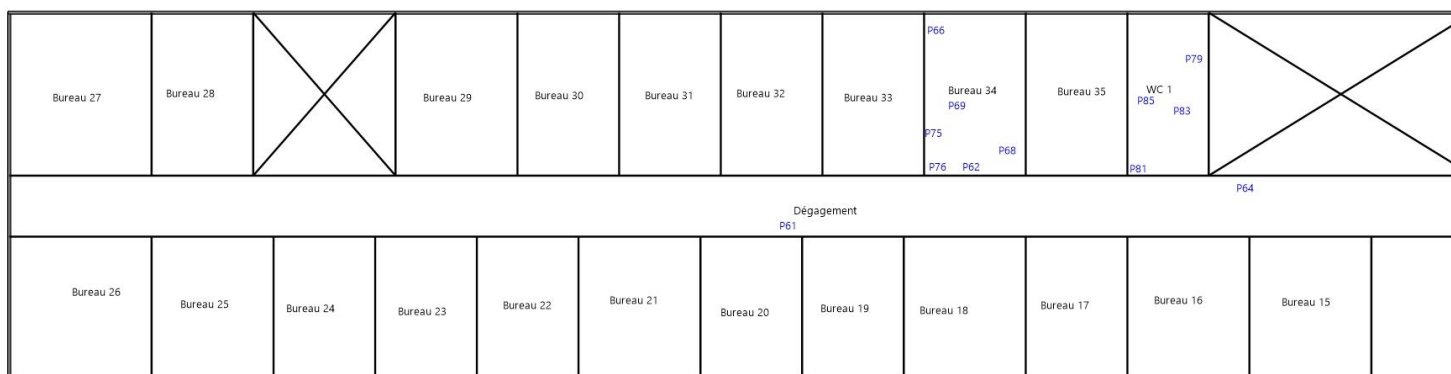 P66
P79
Bureau 27
Bureau 28
Bureau 29
Bureau 30
Bureau 31
Bureau 32
Bureau 33
Bureau 34
P69
Bureau 35
WC 1
P85
P83
P75
P68
P76
P62
P81
P64
Dégagement
P61
Bureau 26
Bureau 25
Bureau 24
Bureau 23
Bureau 22
Bureau 21
Bureau 20
Bureau 19
Bureau 18
Bureau 17
Bureau 16
Bureau 15